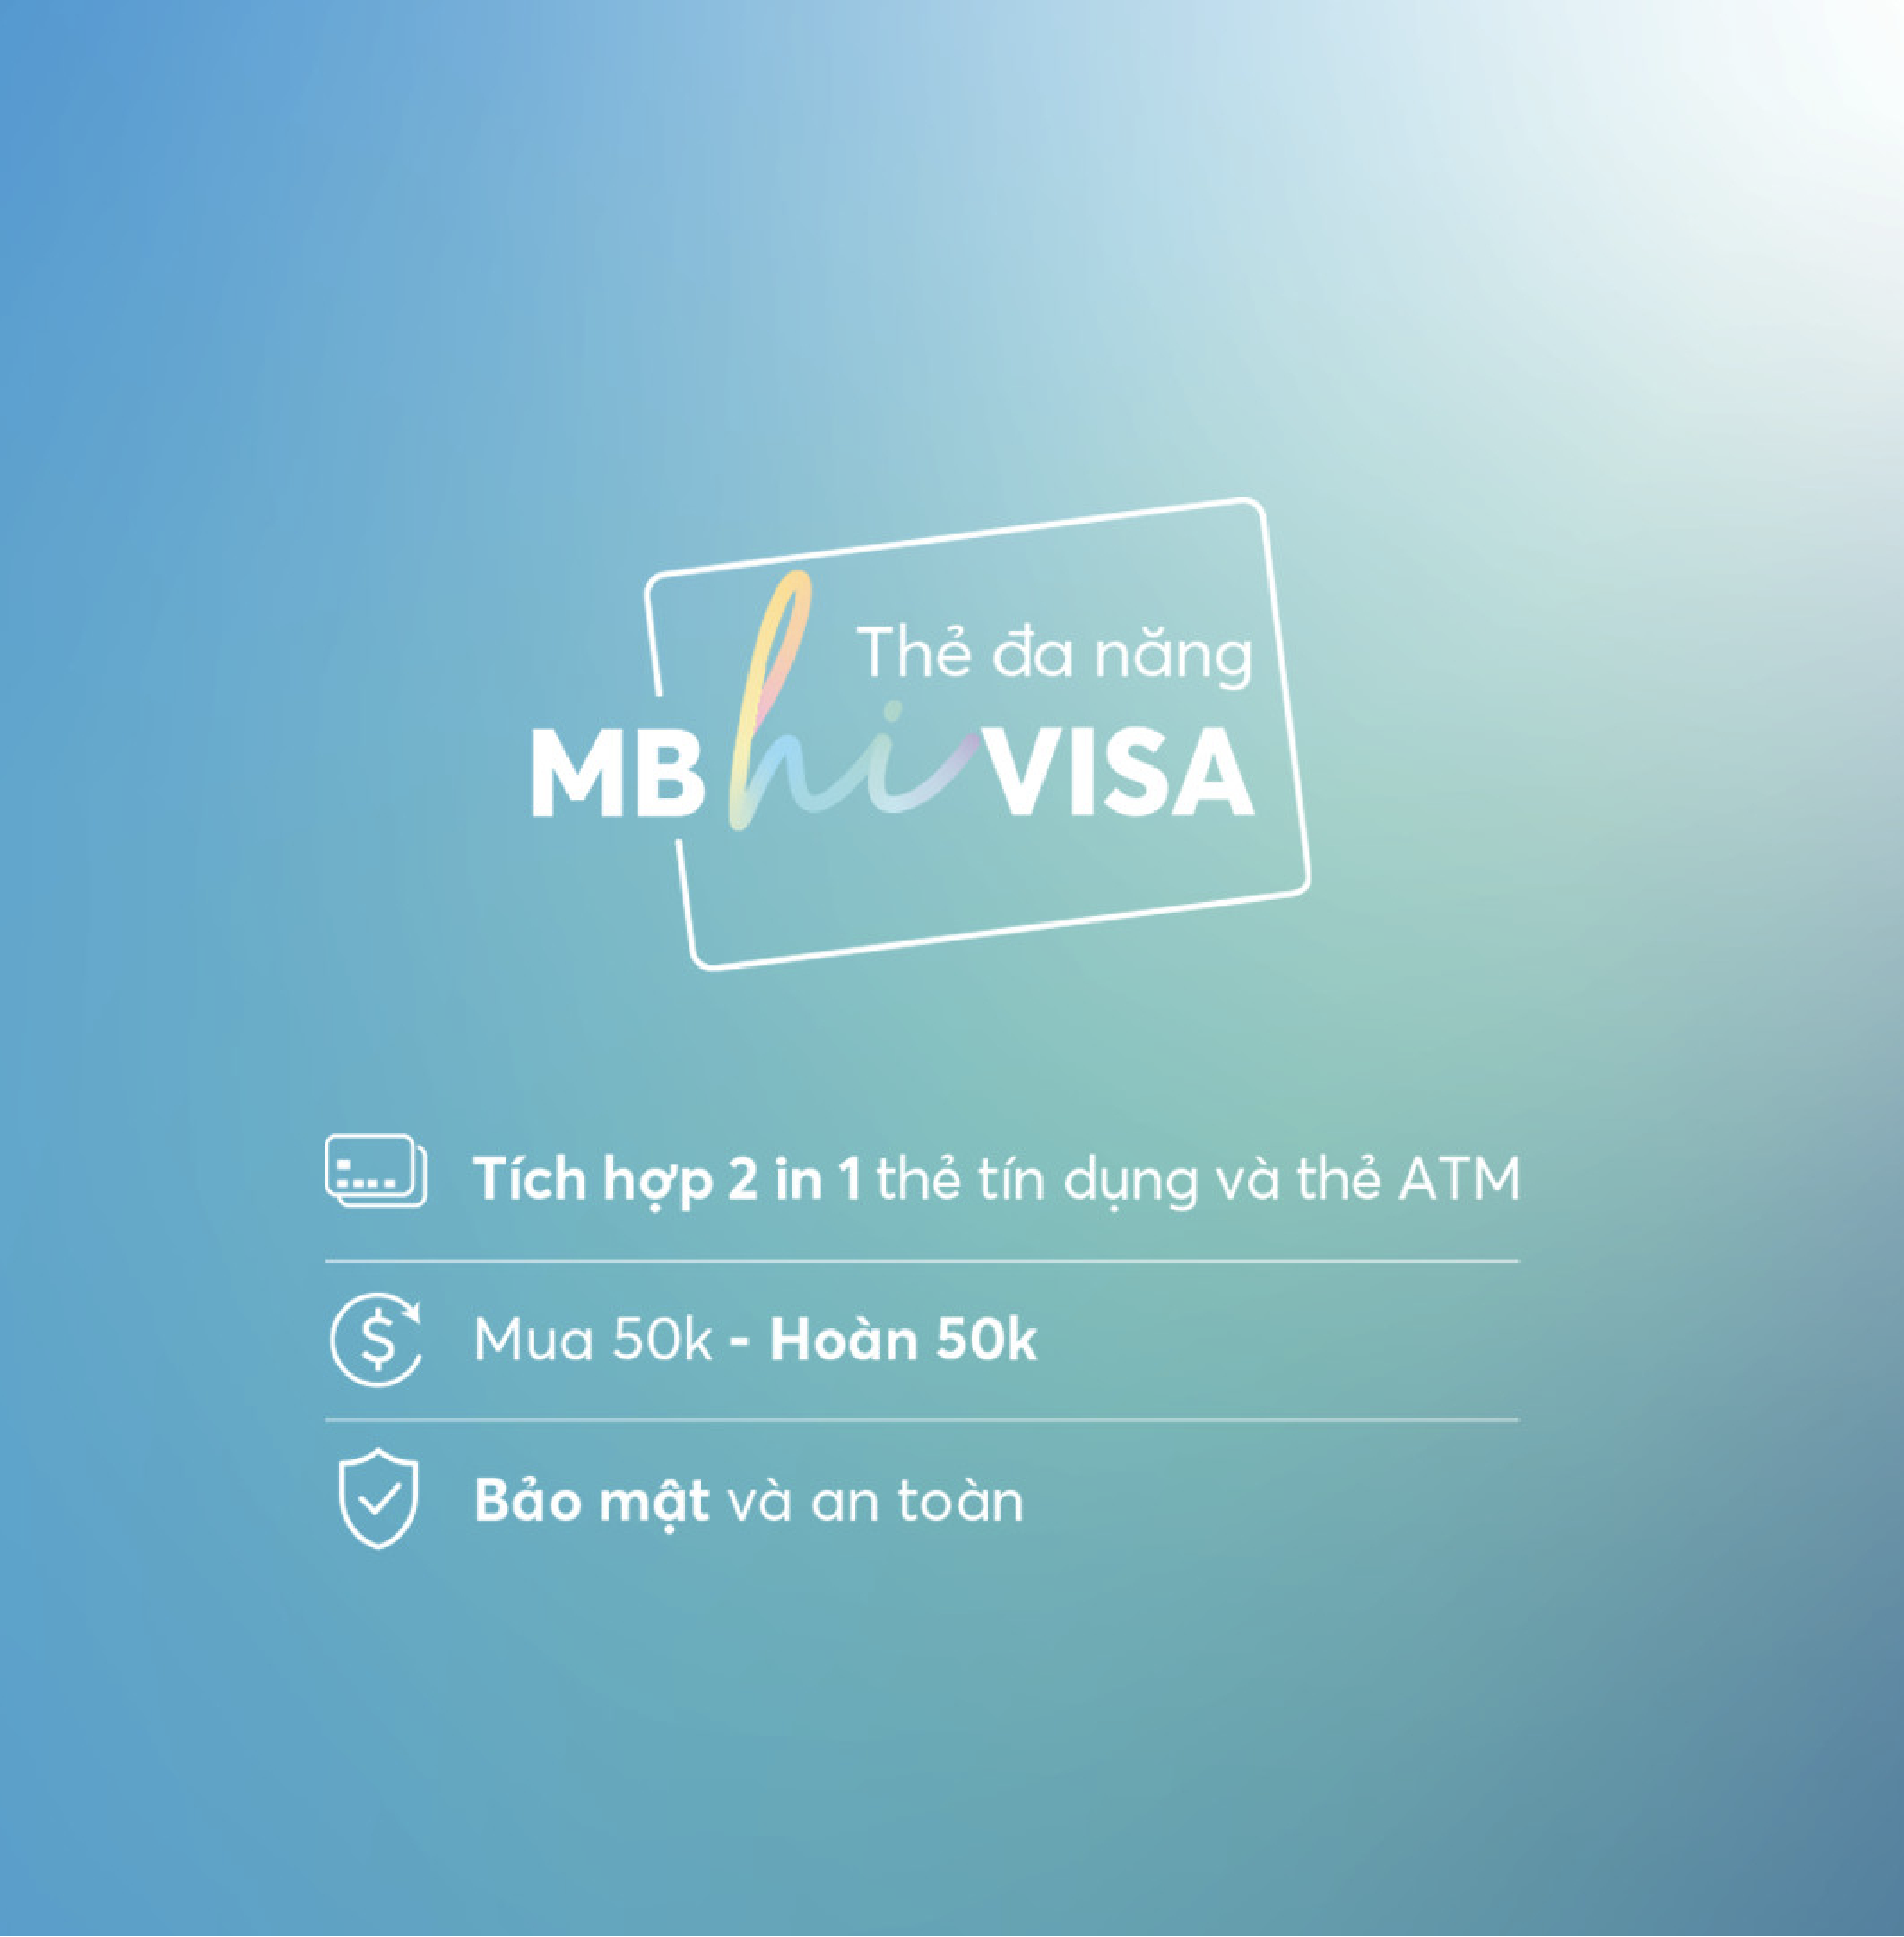 Thẻ đa năng
MB hi VISA
Tích hợp 2 in 1 thẻ tín dụng và thẻ ATM
$ Mua 50k - Hoàn 50k
Bảo mật và an toàn